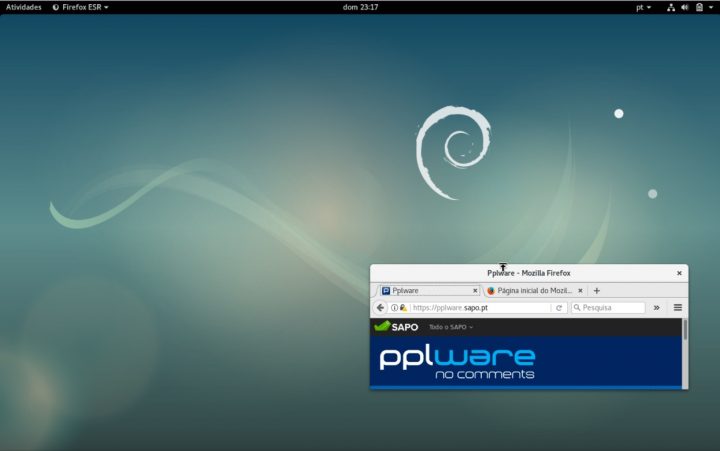 Atividades Firefox ESR dom 23:17 pt
Pplware - Mozilla Firefox
Pplware Página inicial do Mozil...
https://pplware.sapo.pt Pesquisa
SAPO Todo o SAPO
pplware
no comments